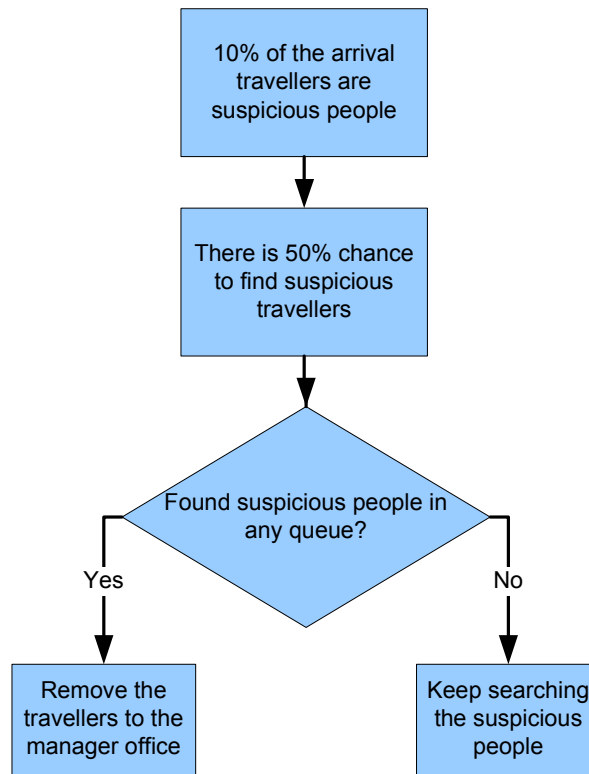 10% of the arrival
travellers are
suspicious people
There is 50% chance
to find suspicious
travellers
Found suspicious people in
any queue?
Yes
No
Remove the
travellers to the
manager office
Keep searching
the suspicious
people